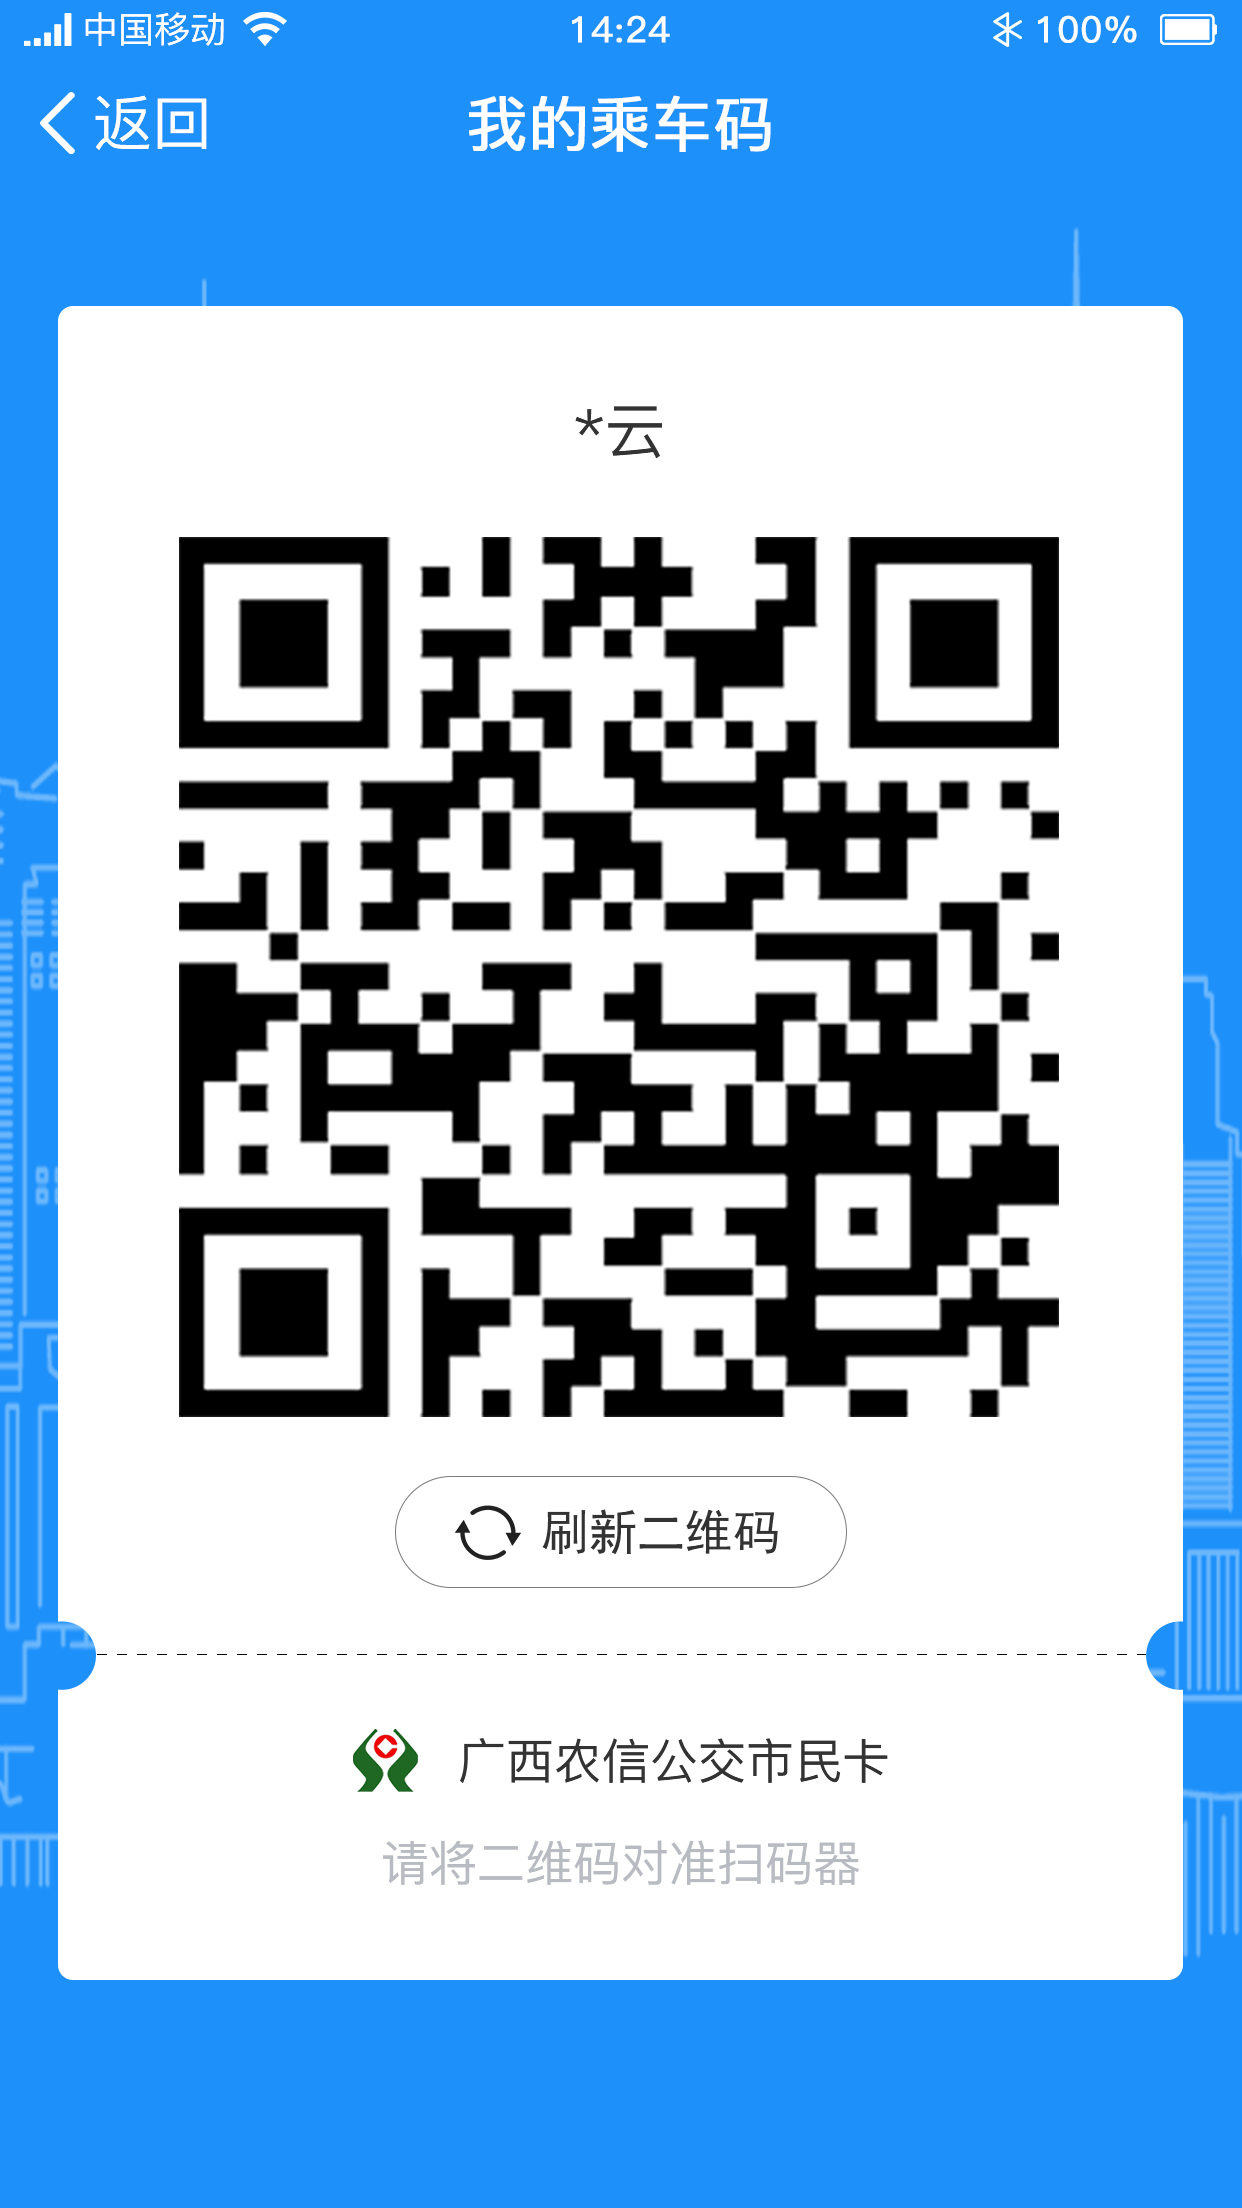 中国移动 14:24 100%
返回 我的乘车码
*云
刷新二维码
广西农信公交市民卡
请将二维码对准扫码器